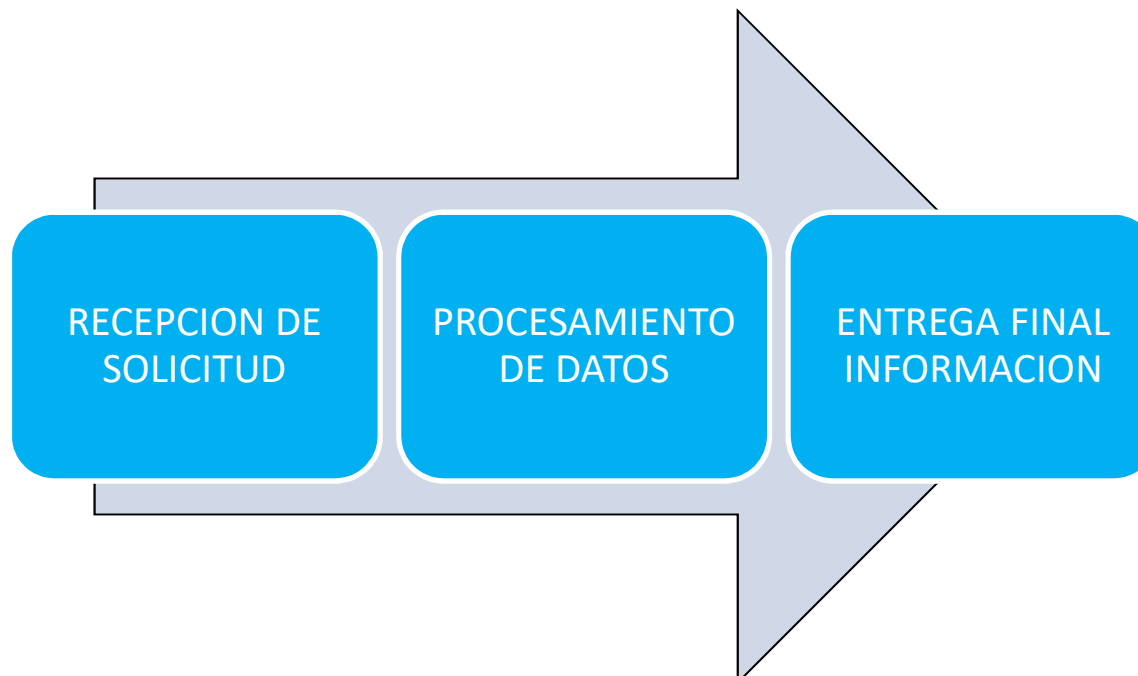 RECEPCION DE
SOLICITUD
PROCESAMIENTO
DE DATOS
ENTREGA FINAL
INFORMACION